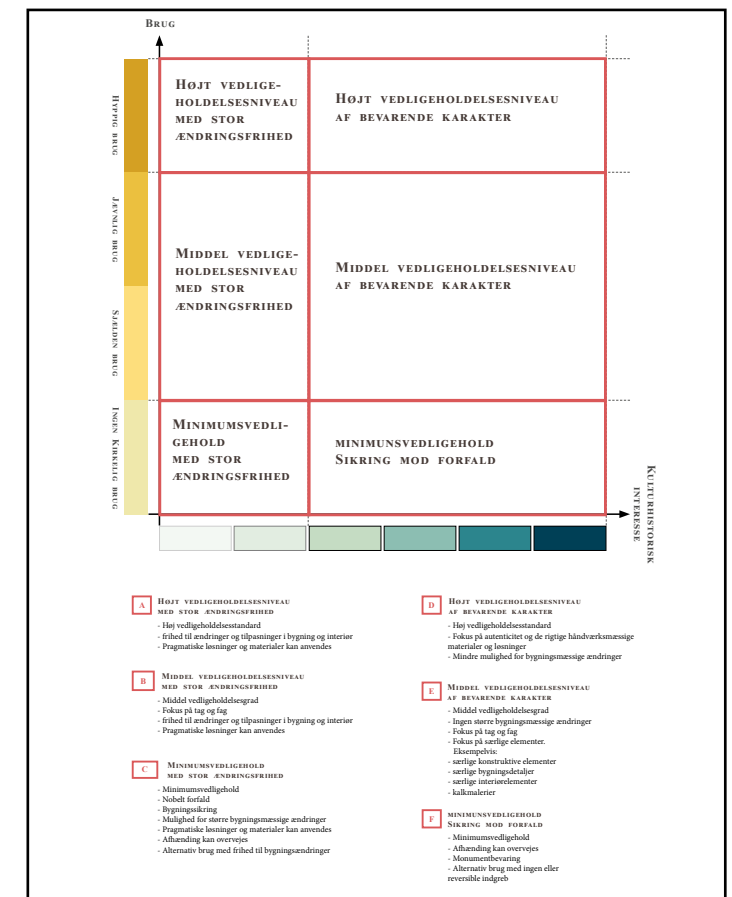 Brug
Højt vedlige-
holdelsesniveau
med stor
ændringsfrihed
Højt vedligeholdelsesniveau
af bevarende karakter
Middel vedlige-
holdelsesniveau
med stor
ændringsfrihed
Middel vedligeholdelsesniveau
af bevarende karakter
Minimumsvedli-
gehold
med stor
ændringsfrihed
minimunsvedligehold
Sikring mod forfald
Hyppig brug
Jævnlig brug
Sjælden brug
Ingen Kirkelig brug
Kulturhistorisk
interesse
A
Højt vedligeholdelsesniveau
med stor ændringsfrihed
- Høj vedligeholdelsesstandard
- frihed til ændringer og tilpasninger i bygning og interiør
- Pragmatiske løsninger og materialer kan anvendes
B
Middel vedligeholdelsesniveau
med stor ændringsfrihed
- Middel vedligeholdelsesgrad
- Fokus på tag og fag
- frihed til ændringer og tilpasninger i bygning og interiør
- Pragmatiske løsninger kan anvendes
C
Minimumsvedligehold
med stor ændringsfrihed
- Minimumsvedligehold
- Nobelt forfald
- Bygningssikring
- Mulighed for større bygningsmæssige ændringer
- Pragmatiske løsninger og materialer kan anvendes
- Afhænding kan overvejes
- Alternativ brug med frihed til bygningsændringer
D
Højt vedligeholdelsesniveau
af bevarende karakter
- Høj vedligeholdelsesstandard
- Fokus på autenticitet og de rigtige håndværksmæssige
materialer og løsninger
- Mindre mulighed for bygningsmæssige ændringer
E
Middel vedligeholdelsesniveau
af bevarende karakter
- Middel vedligeholdelsesgrad
- Ingen større bygningsmæssige ændringer
- Fokus på tag og fag
- Fokus på særlige elementer.
Eksempelvis:
- særlige konstruktive elementer
- særlige bygningsdetaljer
- særlige interiørelementer
- kalkmalerier
F
minimunsvedligehold
Sikring mod forfald
- Minimumsvedligehold
- Afhænding kan overvejes
- Monumentbevaring
- Alternativ brug med ingen eller
reversible indgreb